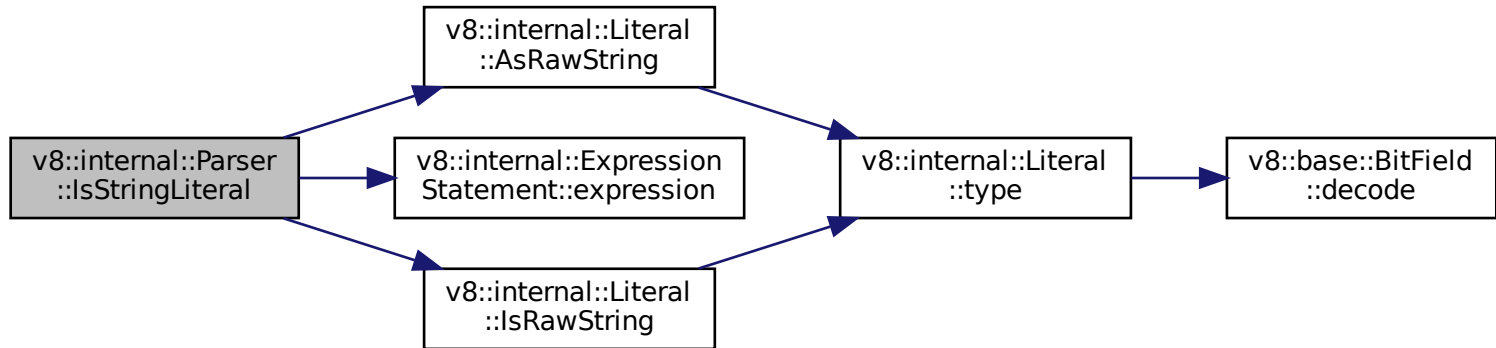 v8::internal::Parser
::IsStringLiteral
v8::internal::Literal
::AsRawString
v8::internal::Expression
Statement::expression
v8::internal::Literal
::IsRawString
v8::internal::Literal
::type
v8::base::BitField
::decode